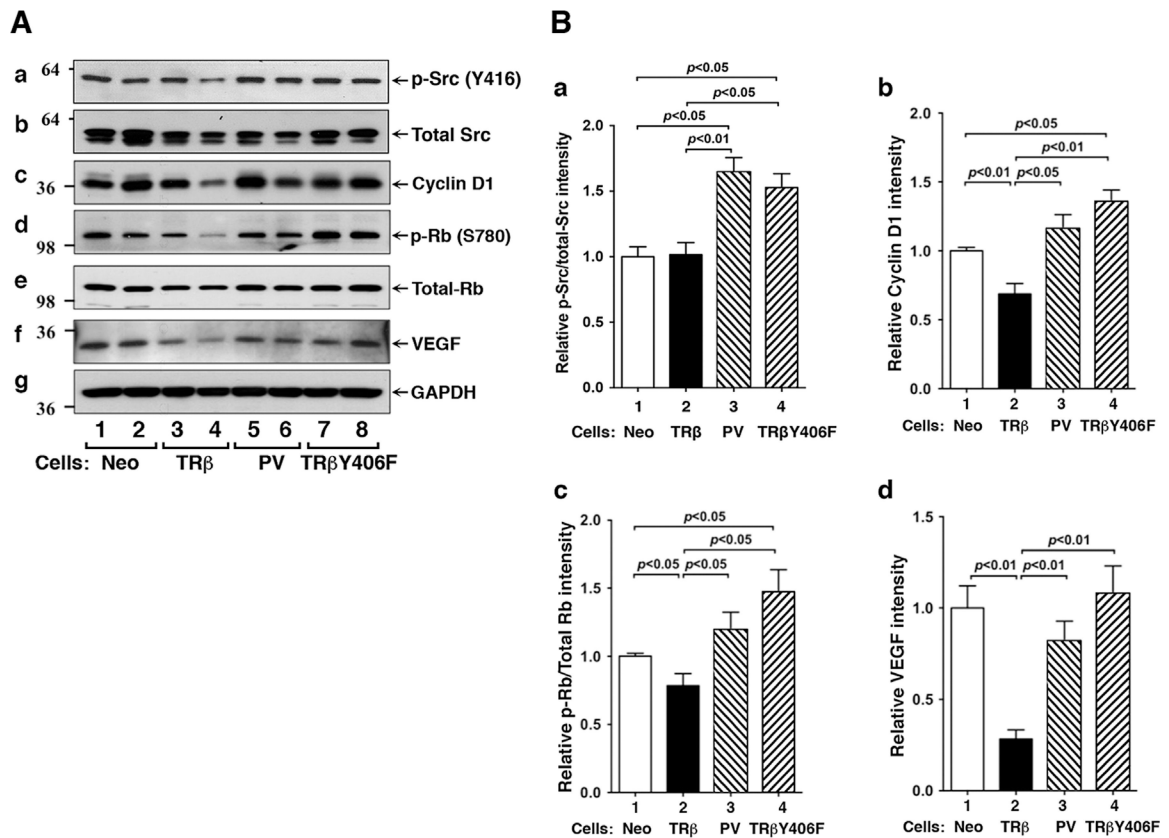 A
a
64
p-Src (Y416)
b
64
Total Src
c
36
Cyclin D1
d
98
p-Rb (S780)
e
98
Total-Rb
f
36
VEGF
g
36
GAPDH
1 2 3 4 5 6 7 8
Cells: Neo TRβ PV TRβY406F
B
a
Relative p-Src/total-Src intensity
2.0
1.5
1.0
0.5
0.0
p<0.05
p<0.05
p<0.05
p<0.01
1 2 3 4
Cells: Neo TRβ PV TRβY406F
b
Relative Cyclin D1 intensity
2.0
1.5
1.0
0.5
0.0
p<0.05
p<0.01
p<0.01 p<0.05
1 2 3 4
Cells: Neo TRβ PV TRβY406F
c
Relative p-Rb/Total Rb intensity
2.0
1.5
1.0
0.5
0.0
p<0.05
p<0.05
p<0.05 p<0.05
1 2 3 4
Cells: Neo TRβ PV TRβY406F
d
Relative VEGF intensity
1.5
1.0
0.5
0.0
p<0.01
p<0.01 p<0.01
1 2 3 4
Cells: Neo TRβ PV TRβY406F